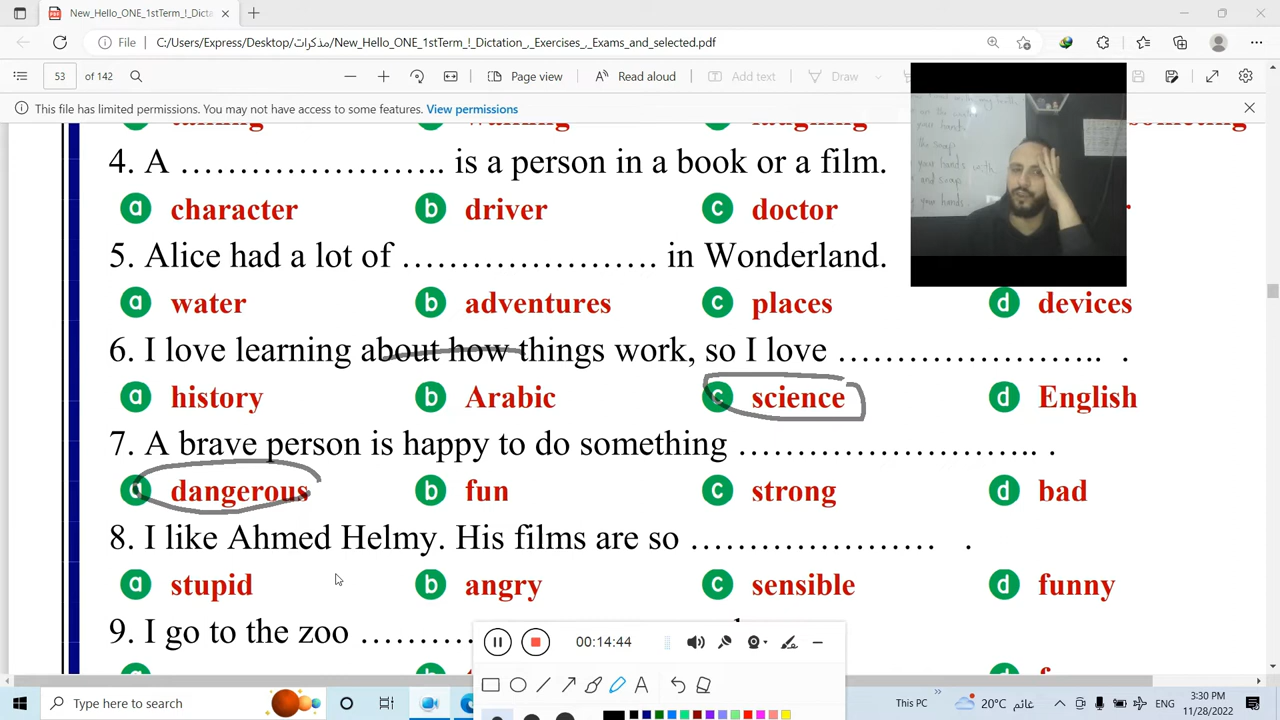 New_Hello_ONE_1stTerm_!_Dictation
File C:/Users/Express/Desktop/مذكرات/New_Hello_ONE_1stTerm_!_Dictation_,_Exercises_,_Exams_and_selected.pdf
53 of 142 Page view Read aloud Add text Draw
This file has limited permissions. You may not have access to some features. View permissions
4. A ........................ is a person in a book or a film.
a character b driver c doctor
5. Alice had a lot of ........................ in Wonderland.
a water b adventures c places d devices
6. I love learning about how things work, so I love ........................ .
a history b Arabic c science d English
7. A brave person is happy to do something ........................ .
a dangerous b fun c strong d bad
8. I like Ahmed Helmy. His films are so ........................ .
a stupid b angry c sensible d funny
9. I go to the zoo ............
00:14:44
Type here to search
This PC 20°C غائم ENG 3:30 PM
11/28/2022